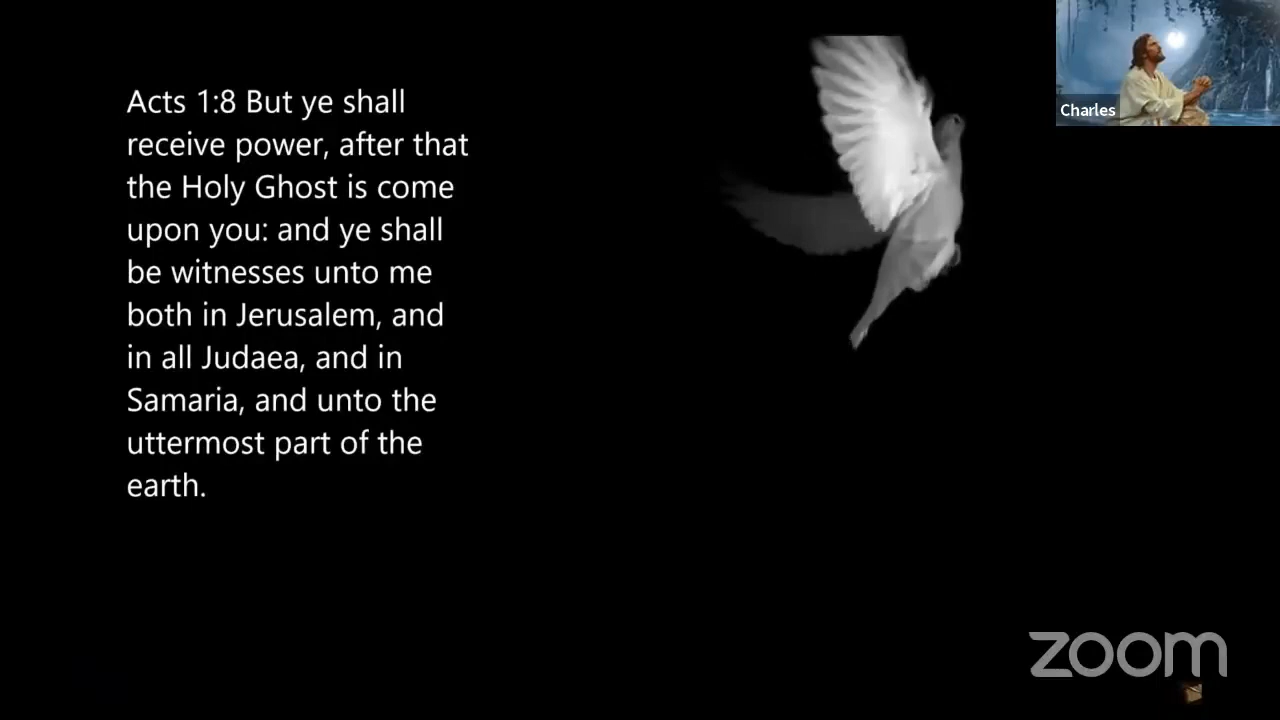 Acts 1:8 But ye shall
receive power, after that
the Holy Ghost is come
upon you: and ye shall
be witnesses unto me
both in Jerusalem, and
in all Judaea, and in
Samaria, and unto the
uttermost part of the
earth.
Charles
zoom